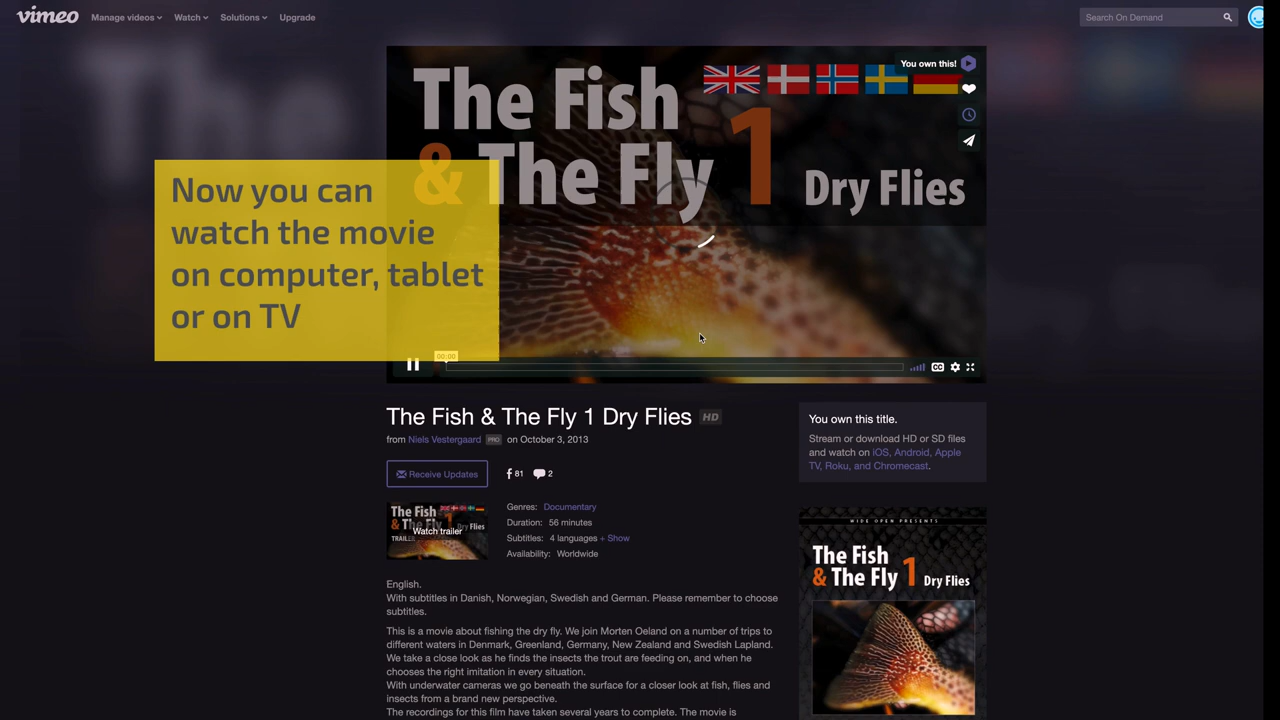 vimeo
Manage videos
Watch
Solutions
Upgrade
Search On Demand
The Fish
& The Fly 1 Dry Flies
You own this!
Now you can
watch the movie
on computer, tablet
or on TV
00:00
CC
The Fish & The Fly 1 Dry Flies HD
from Niels Vestergaard PRO on October 3, 2013
You own this title.
Stream or download HD or SD files
and watch on iOS, Android, Apple
TV, Roku, and Chromecast.
Receive Updates
81
2
The Fish
& The Fly 1 Dry Flies
TRAILER
Watch trailer
Genres: Documentary
Duration: 56 minutes
Subtitles: 4 languages + Show
Availability: Worldwide
English.
With subtitles in Danish, Norwegian, Swedish and German. Please remember to choose
subtitles.
This is a movie about fishing the dry fly. We join Morten Oeland on a number of trips to
different waters in Denmark, Greenland, Germany, New Zealand and Swedish Lapland.
We take a close look as he finds the insects the trout are feeding on, and when he
chooses the right imitation in every situation.
With underwater cameras we go beneath the surface for a closer look at fish, flies and
insects from a brand new perspective.
The recordings for this film have taken several years to complete. The movie is
WIDE OPEN PRESENTS
The Fish
& The Fly 1 Dry Flies